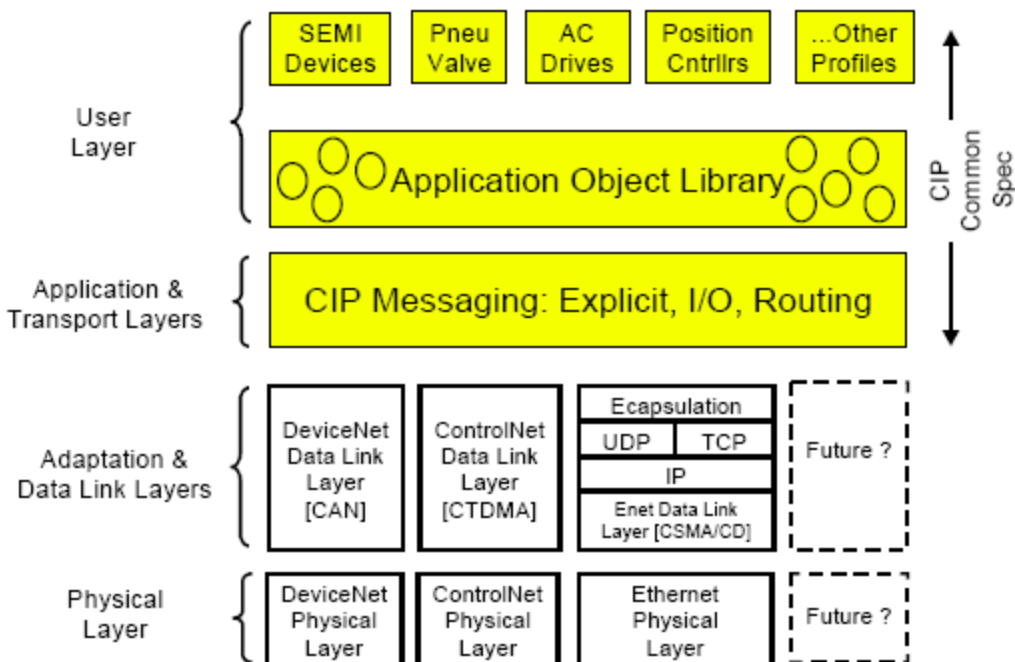 SEMI
Devices
Pneu
Valve
AC
Drives
Position
Cntrllrs
...Other
Profiles
User
Layer
Application Object Library
CIP
Common
Spec
Application &
Transport Layers
CIP Messaging: Explicit, I/O, Routing
Adaptation &
Data Link Layers
DeviceNet
Data Link
Layer
[CAN]
ControlNet
Data Link
Layer
[CTDMA]
Ecapsulation
UDP
TCP
IP
Enet Data Link
Layer [CSMA/CD]
Future ?
Physical
Layer
DeviceNet
Physical
Layer
ControlNet
Physical
Layer
Ethernet
Physical
Layer
Future ?